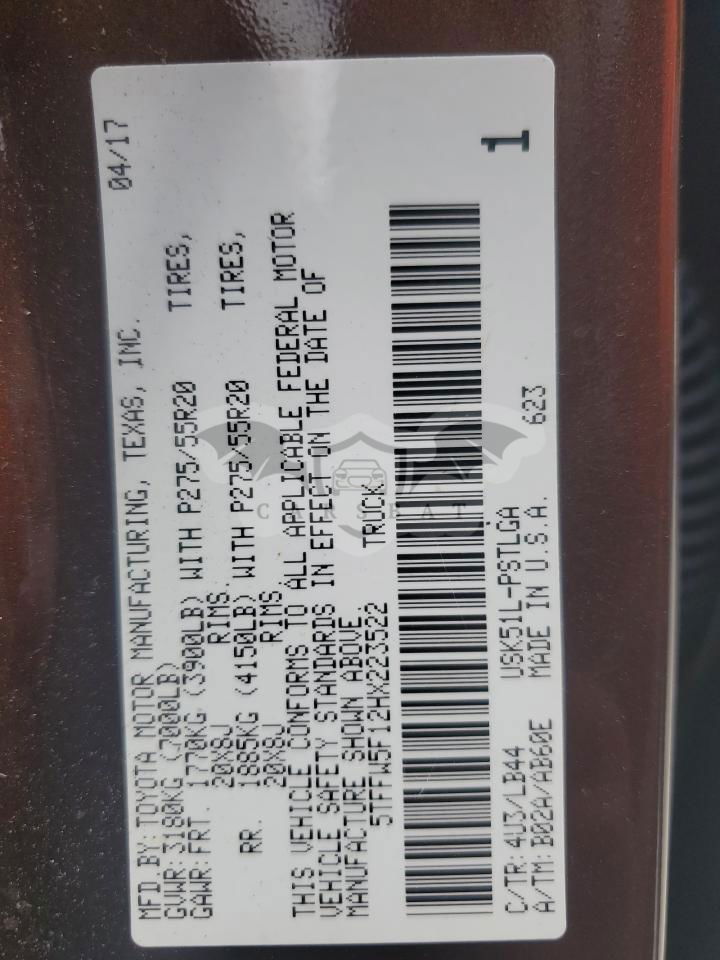 04/17
MFD.BY: TOYOTA MOTOR MANUFACTURING, TEXAS, INC.
GVWR: 3180KG (7000LB)
GAWR: FRT. 1770KG (3900LB) WITH P275/55R20 TIRES,
20X8J RIMS.
RR. 1885KG (4150LB) WITH P275/55R20 TIRES,
20X8J RIMS.
THIS VEHICLE CONFORMS TO ALL APPLICABLE FEDERAL MOTOR
VEHICLE SAFETY STANDARDS IN EFFECT ON THE DATE OF
MANUFACTURE SHOWN ABOVE.
5TFFW5F12HX223522 TRUCK
C/TR: 4U3/LB44 USK51L-PSTLGA
A/TM: B02A/AB60E MADE IN U.S.A. 623
1
CARSBAT